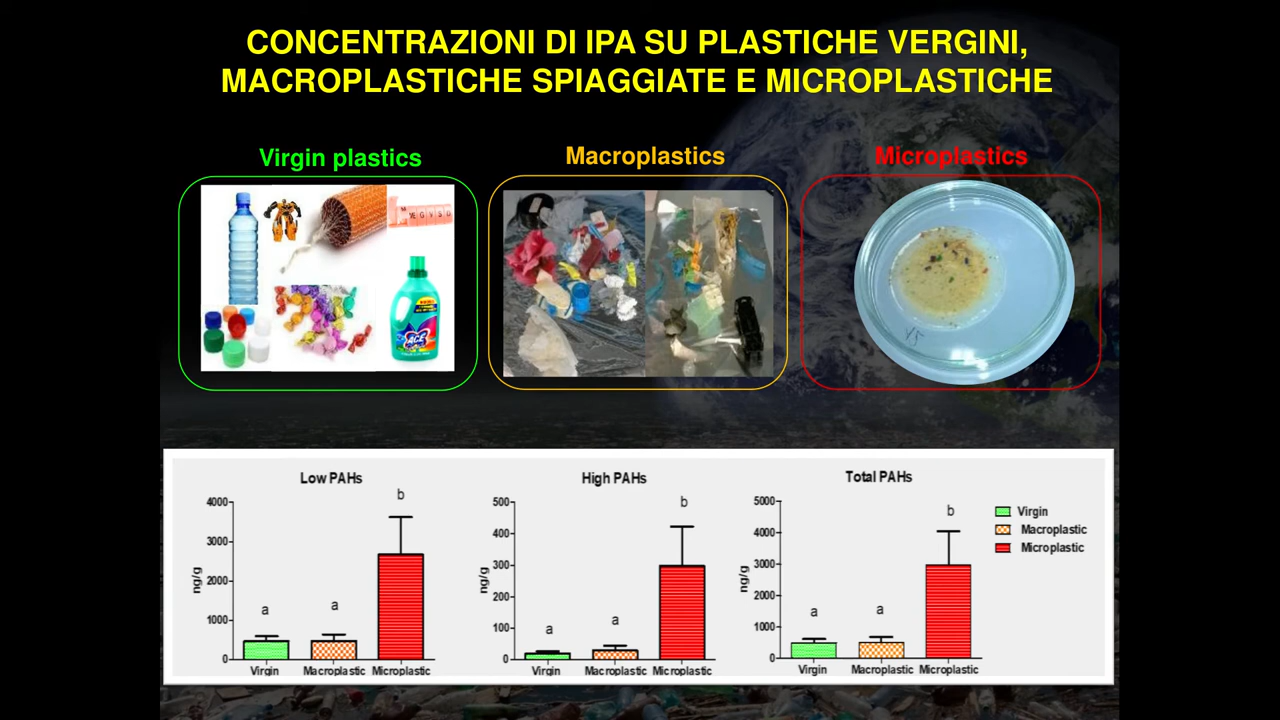 CONCENTRAZIONI DI IPA SU PLASTICHE VERGINI,
MACROPLASTICHE SPIAGGIATE E MICROPLASTICHE
Virgin plastics
Macroplastics
Microplastics
ACE
Low PAHs
4000
3000
2000
1000
0
ng/g
a
a
b
Virgin
Macroplastic
Microplastic
High PAHs
500
400
300
200
100
0
ng/g
a
a
b
Virgin
Macroplastic
Microplastic
Total PAHs
5000
4000
3000
2000
1000
0
ng/g
a
a
b
Virgin
Macroplastic
Microplastic
Virgin
Macroplastic
Microplastic